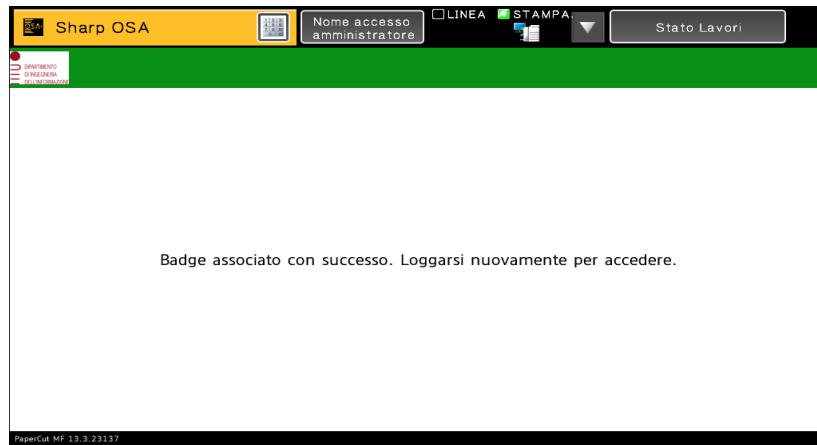 OSA Sharp OSA
Nome accesso
amministratore
LINEA STAMPA
Stato Lavori
DIPARTIMENTO
DI INGEGNERIA
DELL'INFORMAZIONE
Badge associato con successo. Loggarsi nuovamente per accedere.
PaperCut MF 13.3.23137